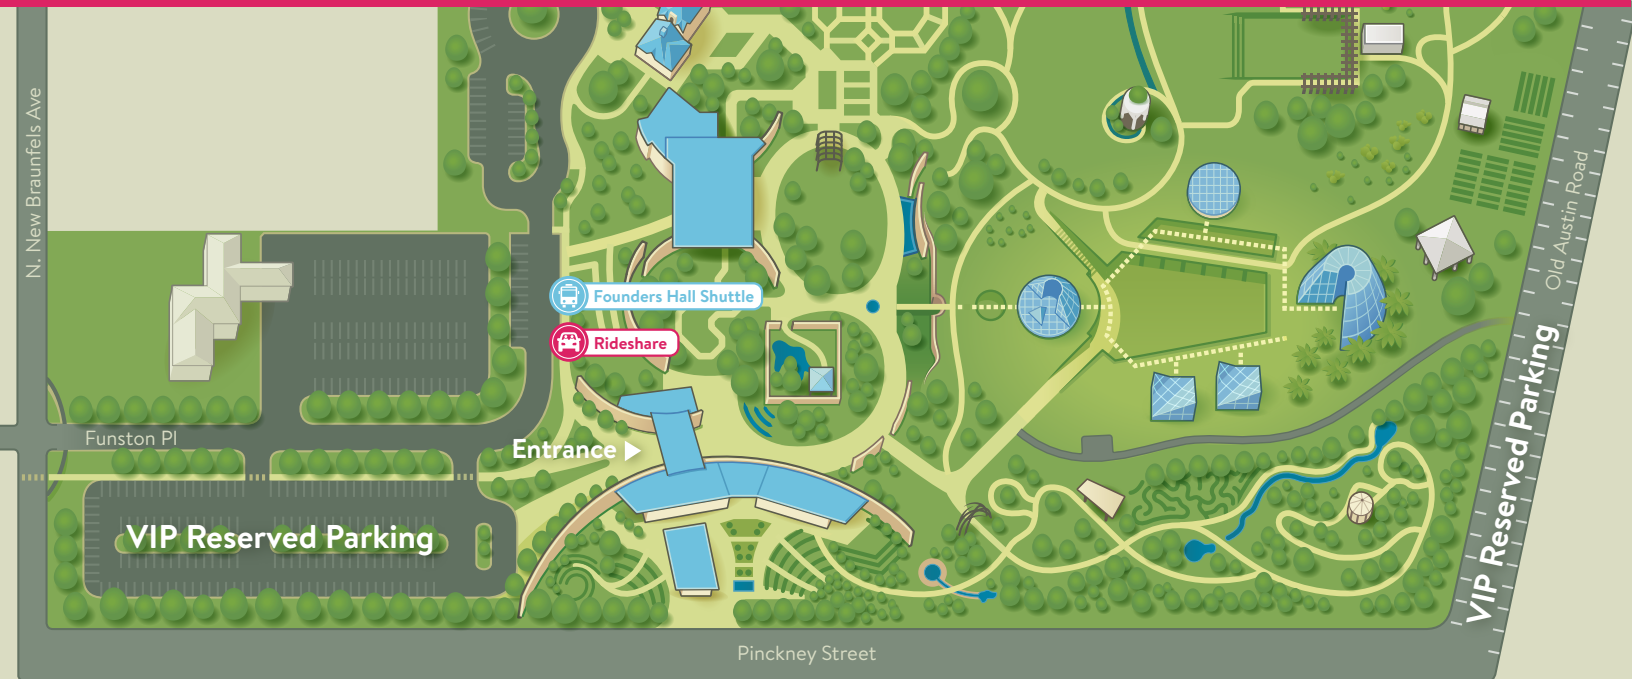 N. New Braunfels Ave
Old Austin Road
Founders Hall Shuttle
Rideshare
Funston Pl
Entrance
VIP Reserved Parking
VIP Reserved Parking
Pinckney Street